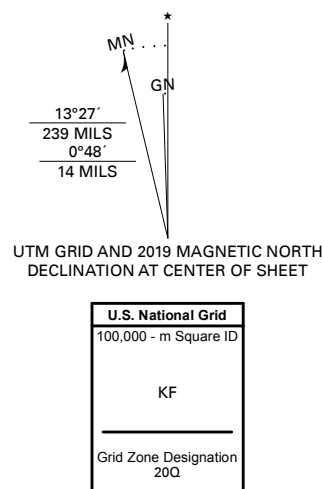 MN
GN
13°27´
239 MILS
0°48´
14 MILS
UTM GRID AND 2019 MAGNETIC NORTH
DECLINATION AT CENTER OF SHEET
U.S. National Grid
100,000 - m Square ID
KF
Grid Zone Designation
20Q